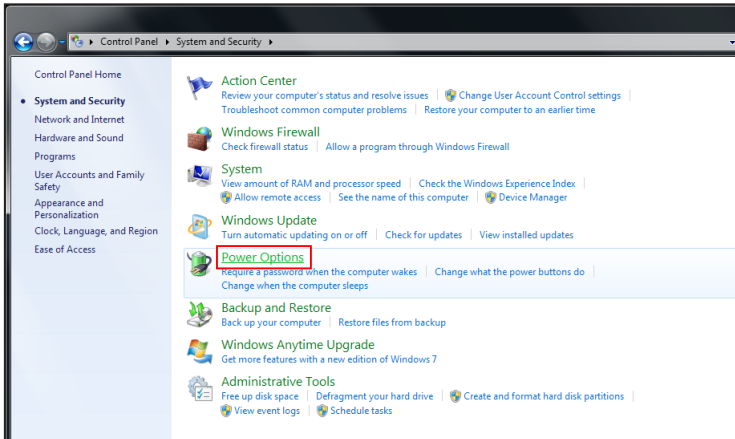 Control Panel System and Security
Control Panel Home
System and Security
Network and Internet
Hardware and Sound
Programs
User Accounts and Family
Safety
Appearance and
Personalization
Clock, Language, and Region
Ease of Access
Action Center
Review your computer's status and resolve issues Change User Account Control settings
Troubleshoot common computer problems Restore your computer to an earlier time
Windows Firewall
Check firewall status Allow a program through Windows Firewall
System
View amount of RAM and processor speed Check the Windows Experience Index
Allow remote access See the name of this computer Device Manager
Windows Update
Turn automatic updating on or off Check for updates View installed updates
Power Options
Require a password when the computer wakes Change what the power buttons do
Change when the computer sleeps
Backup and Restore
Back up your computer Restore files from backup
Windows Anytime Upgrade
Get more features with a new edition of Windows 7
Administrative Tools
Free up disk space Defragment your hard drive Create and format hard disk partitions
View event logs Schedule tasks